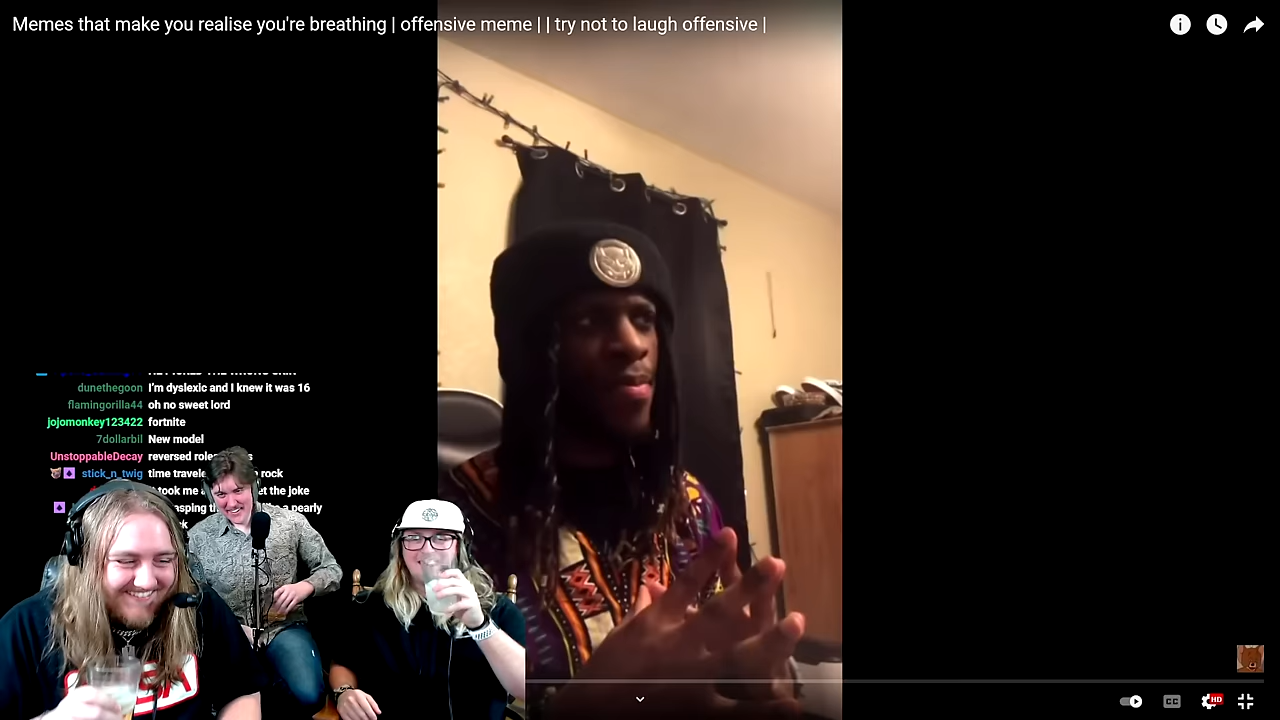 Memes that make you realise you're breathing | offensive meme | | try not to laugh offensive |
dunethegoon I'm dyslexic and I knew it was 16
flamingorilla44 oh no sweet lord
jojomonkey123422 fortnite
7dollarbil New model
UnstoppableDecay reversed
stick_n_twig time rock
took me et the joke
asping a pearly
CC HD